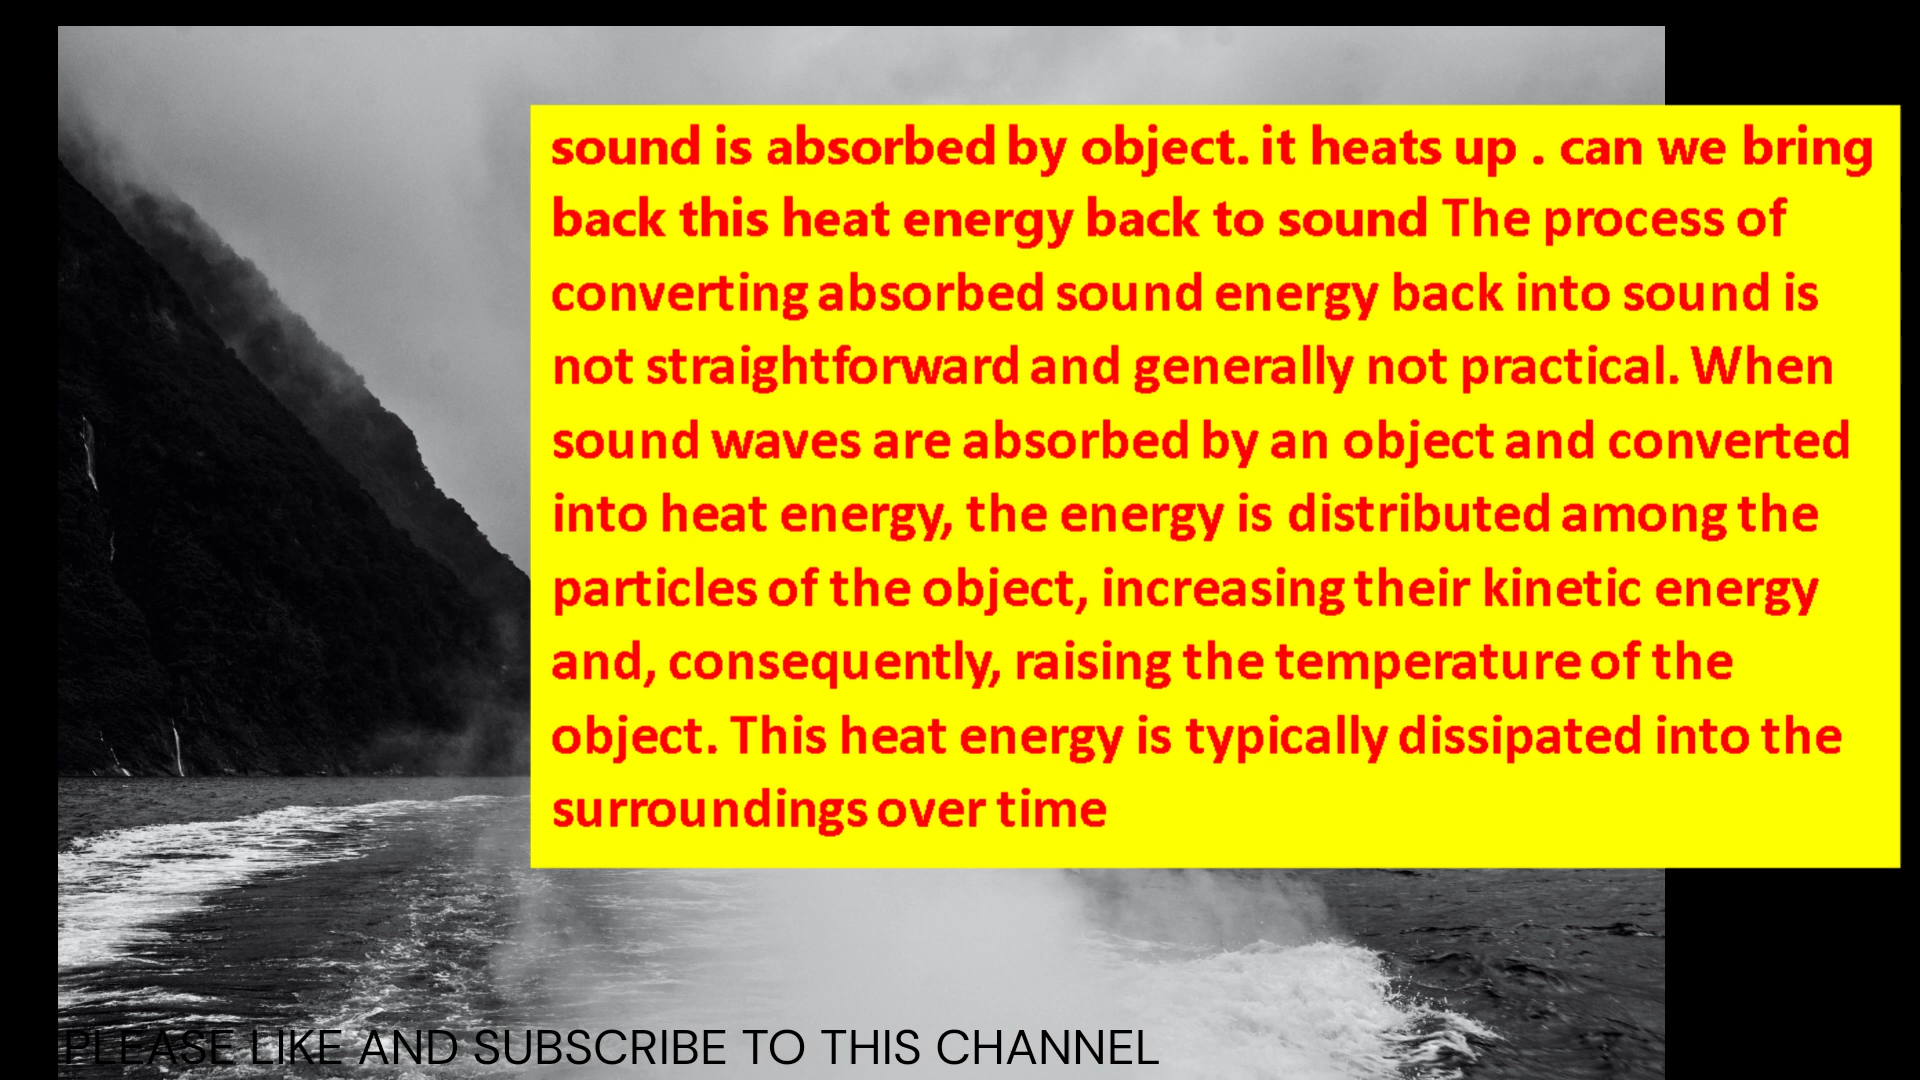 sound is absorbed by object. it heats up . can we bring
back this heat energy back to sound The process of
converting absorbed sound energy back into sound is
not straightforward and generally not practical. When
sound waves are absorbed by an object and converted
into heat energy, the energy is distributed among the
particles of the object, increasing their kinetic energy
and, consequently, raising the temperature of the
object. This heat energy is typically dissipated into the
surroundings over time
PLEASE LIKE AND SUBSCRIBE TO THIS CHANNEL